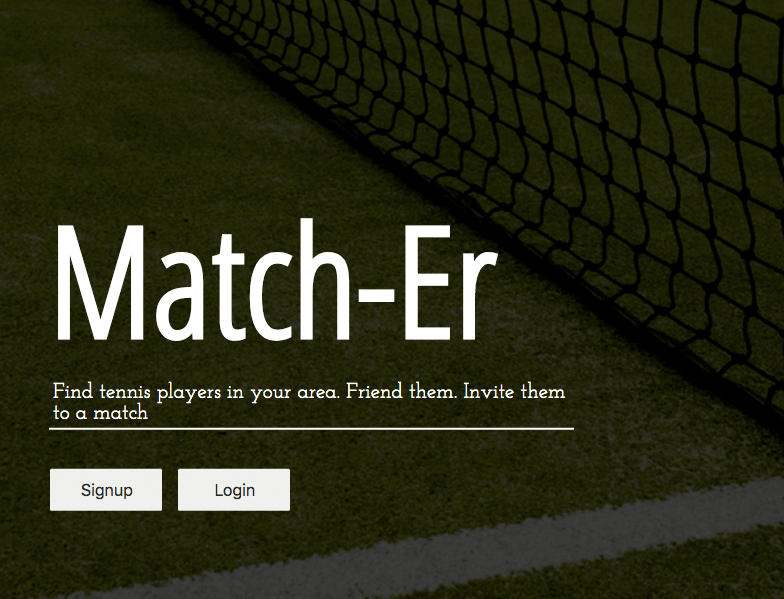 Match-Er
Find tennis players in your area. Friend them. Invite them
to a match
Signup
Login